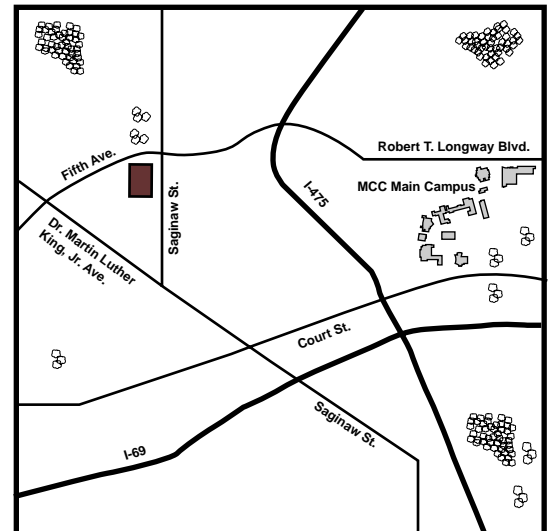 Robert T. Longway Blvd.
Fifth Ave.
MCC Main Campus
I-475
Saginaw St.
Dr. Martin Luther
King, Jr. Ave.
Court St.
Saginaw St.
I-69